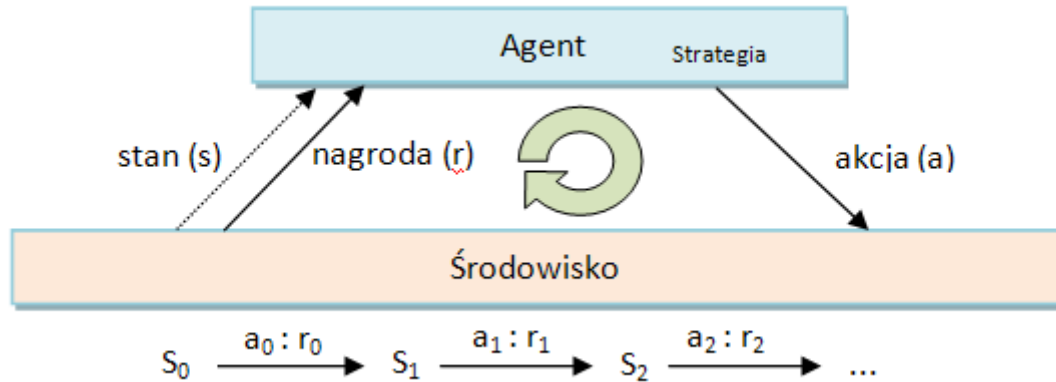 Agent
Strategia
stan (s)
nagroda (r)
akcja (a)
Środowisko
a₀ : r₀
a₁ : r₁
a₂ : r₂
S₀
S₁
S₂
...